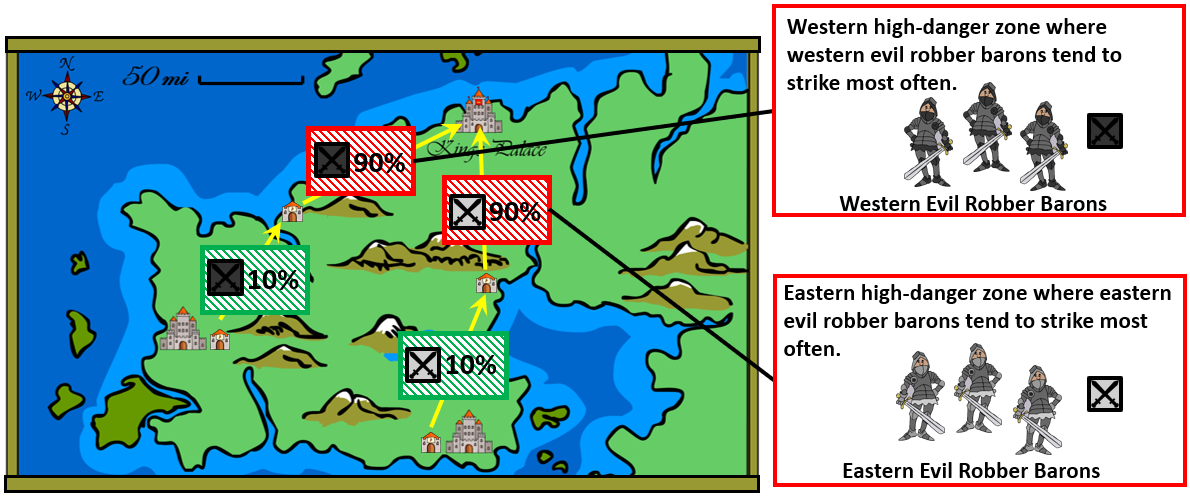 Western high-danger zone where
western evil robber barons tend to
strike most often.
Western Evil Robber Barons
N
W E
S
50 mi
King's Palace
90%
90%
10%
10%
Eastern high-danger zone where eastern
evil robber barons tend to strike most
often.
Eastern Evil Robber Barons